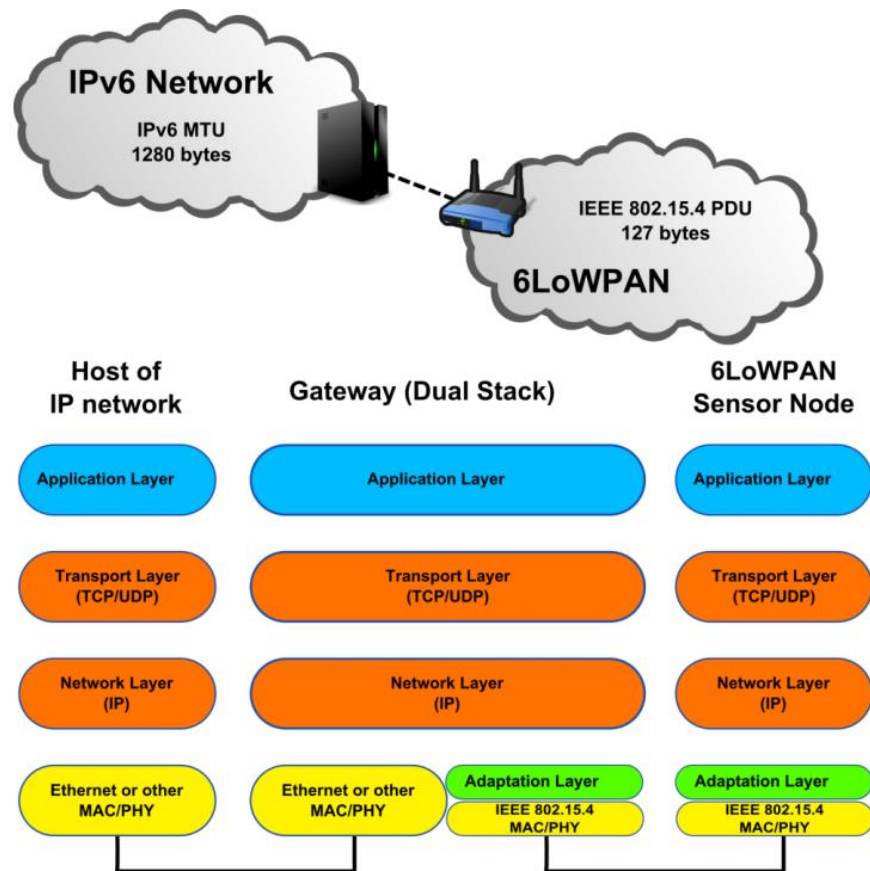 IPv6 Network
IPv6 MTU
1280 bytes
IEEE 802.15.4 PDU
127 bytes
6LoWPAN
Host of
IP network
Gateway (Dual Stack)
6LoWPAN
Sensor Node
Application Layer
Application Layer
Application Layer
Transport Layer
(TCP/UDP)
Transport Layer
(TCP/UDP)
Transport Layer
(TCP/UDP)
Network Layer
(IP)
Network Layer
(IP)
Network Layer
(IP)
Ethernet or other
MAC/PHY
Ethernet or other
MAC/PHY
Adaptation Layer
IEEE 802.15.4
MAC/PHY
Adaptation Layer
IEEE 802.15.4
MAC/PHY